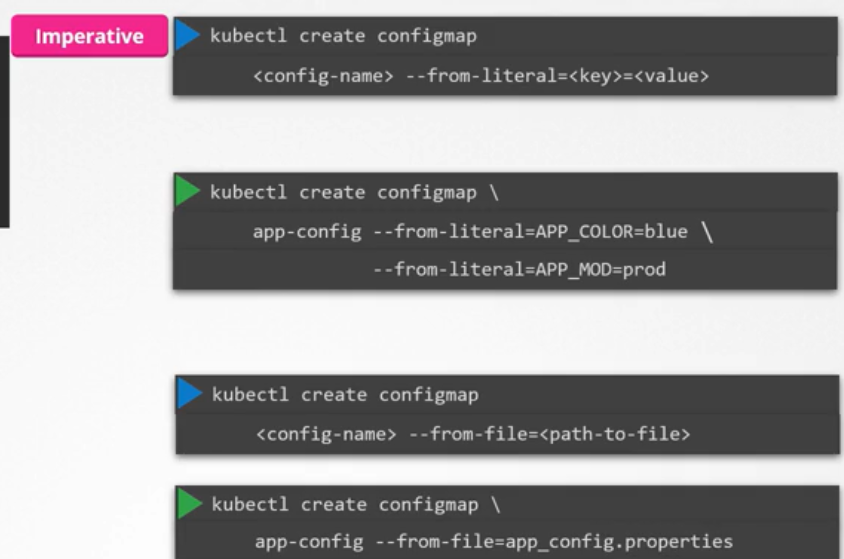 Imperative
kubectl create configmap
<config-name> --from-literal=<key>=<value>
kubectl create configmap \
app-config --from-literal=APP_COLOR=blue \
--from-literal=APP_MOD=prod
kubectl create configmap
<config-name> --from-file=<path-to-file>
kubectl create configmap \
app-config --from-file=app_config.properties